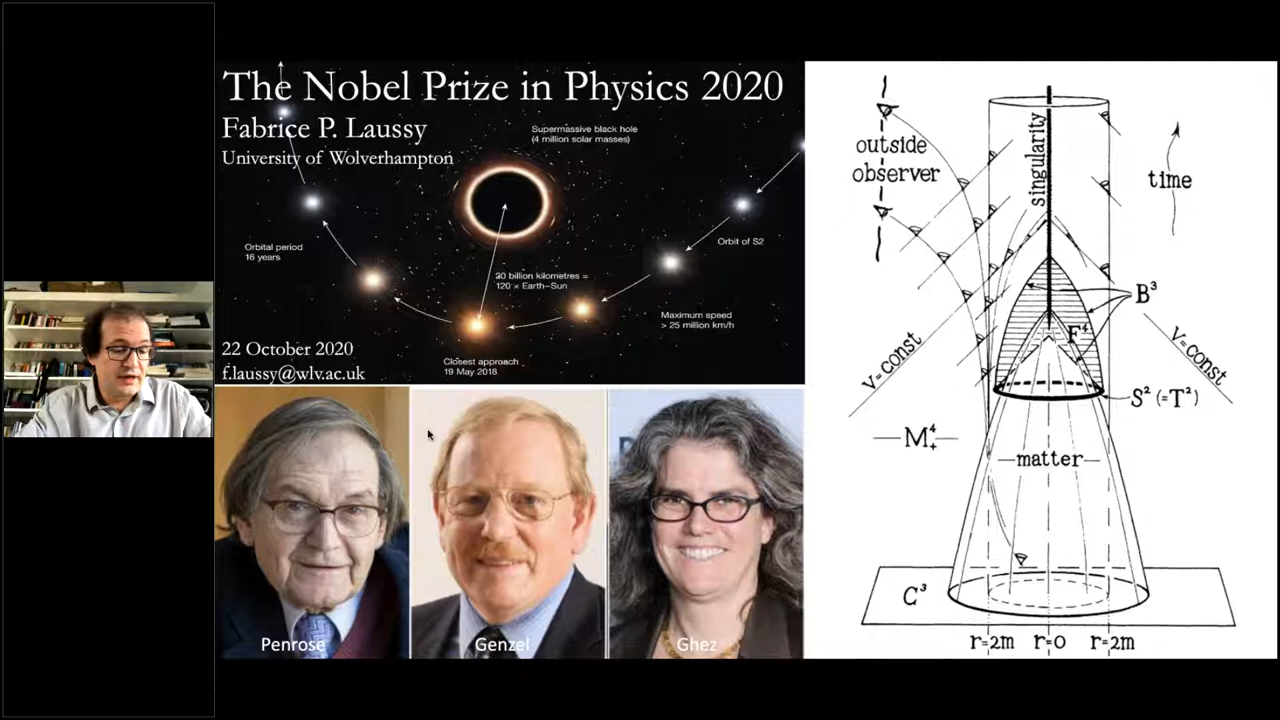 The Nobel Prize in Physics 2020
Fabrice P. Laussy
University of Wolverhampton
Supermassive black hole
(4 million solar masses)
Orbital period
16 years
Orbit of S2
20 billion kilometres =
120 × Earth–Sun
Maximum speed
> 25 million km/h
Closest approach
19 May 2018
22 October 2020
f.laussy@wlv.ac.uk
Penrose
Genzel
Ghez
outside
observer
singularity
time
B³
F⁴
v=const
v=const
S² (=T²)
M⁴₊
matter
C³
r=2m
r=0
r=2m